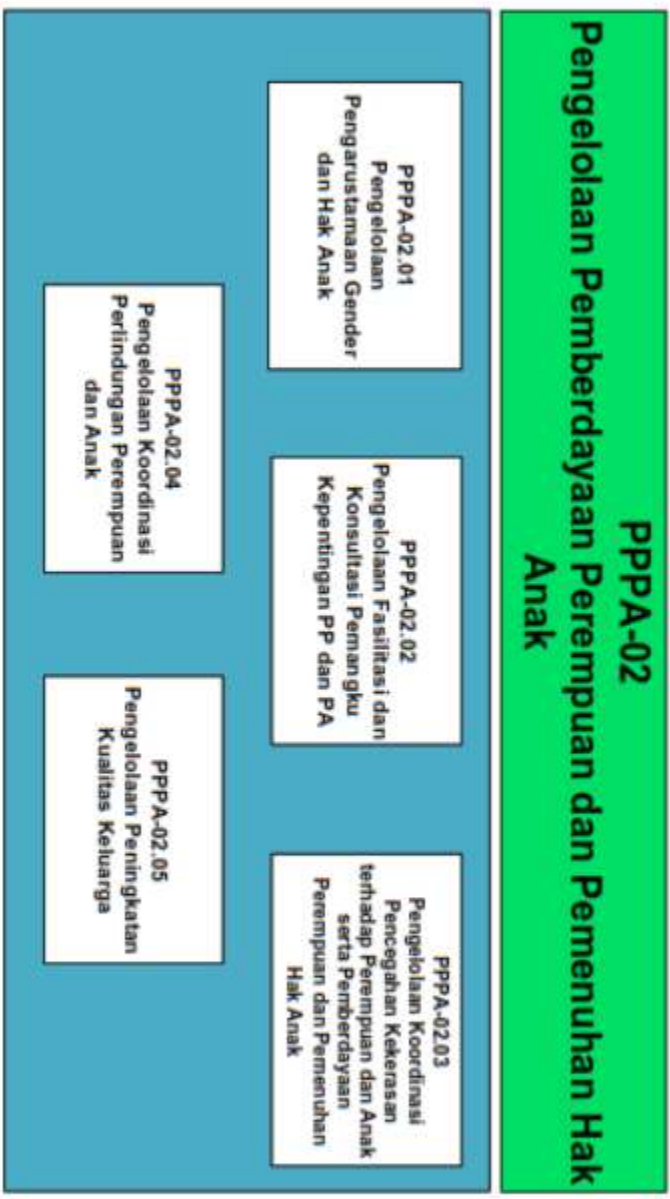 PPPA-02
Pengelolaan Pemberdayaan Perempuan dan Pemenuhan Hak
Anak
PPPA-02.01
Pengelolaan
Pengarustamaan Gender
dan Hak Anak
PPPA-02.02
Pengelolaan Fasilitasi dan
Konsultasi Pemangku
Kepentingan PP dan PA
PPPA-02.03
Pengelolaan Koordinasi
Pencegahan Kekerasan
terhadap Perempuan dan Anak
serta Pemberdayaan
Perempuan dan Pemenuhan
Hak Anak
PPPA-02.04
Pengelolaan Koordinasi
Perlindungan Perempuan
dan Anak
PPPA-02.05
Pengelolaan Peningkatan
Kualitas Keluarga